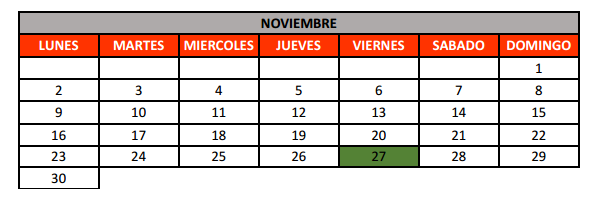 NOVIEMBRE
LUNES MARTES MIERCOLES JUEVES VIERNES SABADO DOMINGO
1
2 3 4 5 6 7 8
9 10 11 12 13 14 15
16 17 18 19 20 21 22
23 24 25 26 27 28 29
30